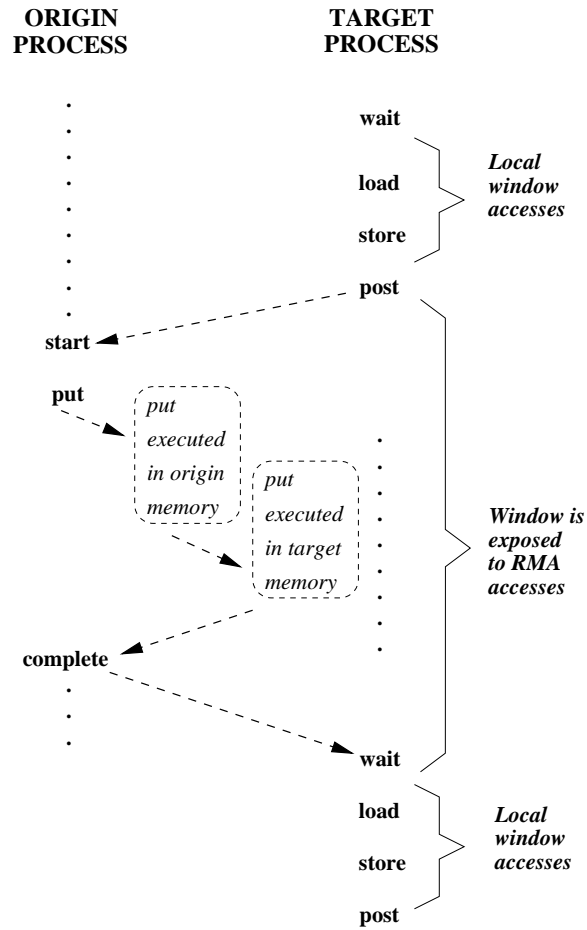 ORIGIN
PROCESS
TARGET
PROCESS
wait
load
store
Local
window
accesses
post
start
put
put
executed
in origin
memory
put
executed
in target
memory
Window is
exposed
to RMA
accesses
complete
wait
load
store
post
Local
window
accesses